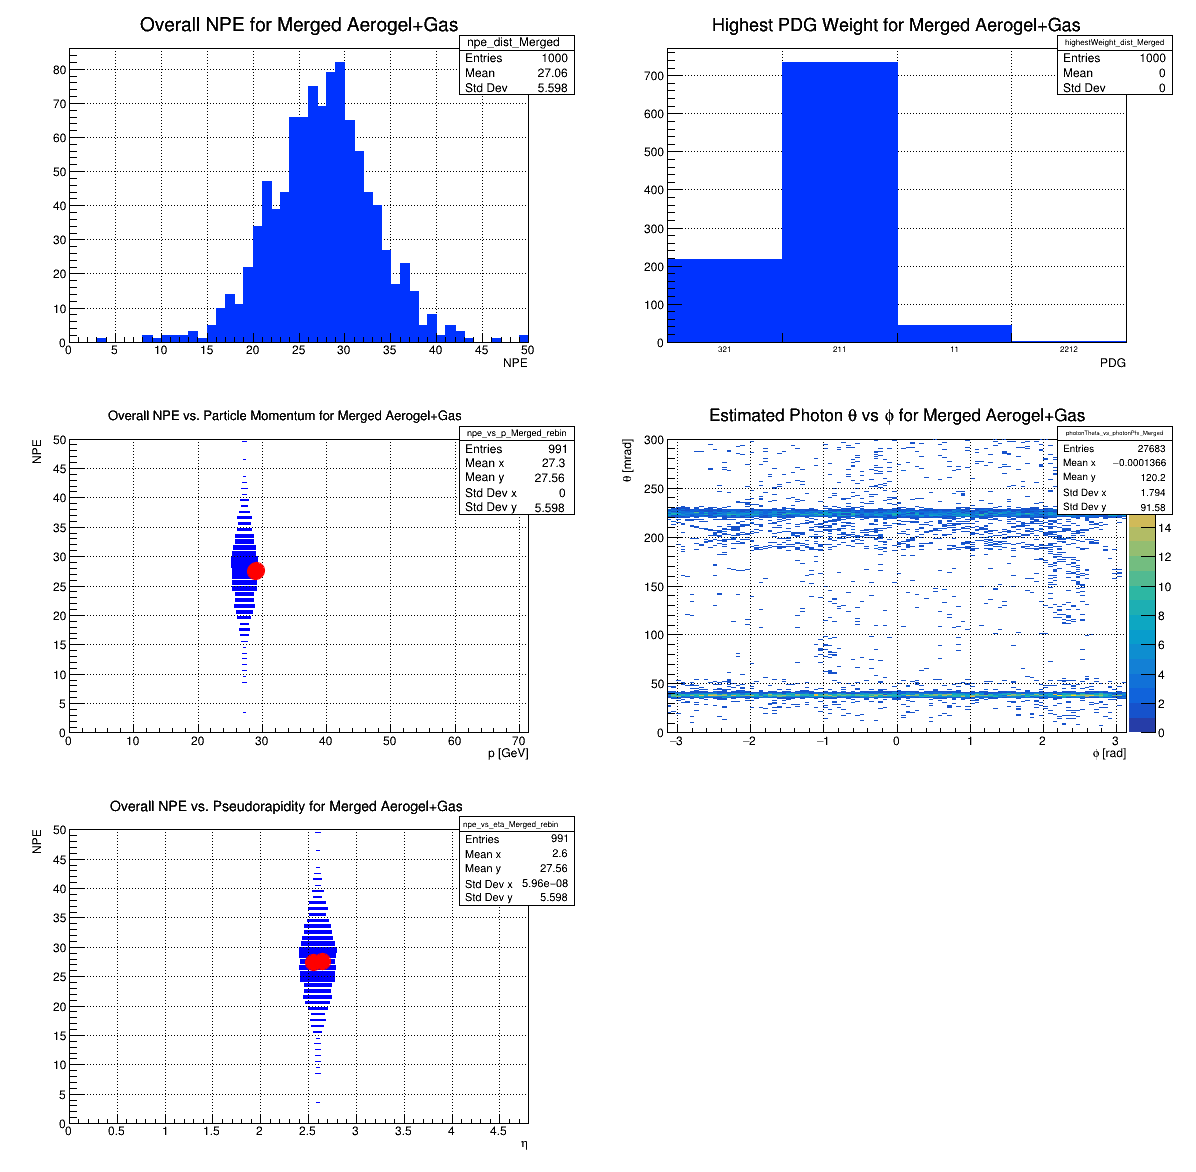 Overall NPE for Merged Aerogel+Gas
npe_dist_Merged
Entries 1000
Mean 27.06
Std Dev 5.598
80
70
60
50
40
30
20
10
0
0 5 10 15 20 25 30 35 40 45 50
NPE
Highest PDG Weight for Merged Aerogel+Gas
highestWeight_dist_Merged
Entries 1000
Mean 0
Std Dev 0
700
600
500
400
300
200
100
0
321 211 11 2212
PDG
Overall NPE vs. Particle Momentum for Merged Aerogel+Gas
npe_vs_p_Merged_rebin
Entries 991
Mean x 27.3
Mean y 27.56
Std Dev x 0
Std Dev y 5.598
NPE
50
45
40
35
30
25
20
15
10
5
0
0 10 20 30 40 50 60 70
p [GeV]
Estimated Photon θ vs ϕ for Merged Aerogel+Gas
photonTheta_vs_photonPhi_Merged
Entries 27683
Mean x −0.0001366
Mean y 120.2
Std Dev x 1.794
Std Dev y 91.58
θ [mrad]
300
250
200
150
100
50
0
−3 −2 −1 0 1 2 3
ϕ [rad]
14
12
10
8
6
4
2
0
Overall NPE vs. Pseudorapidity for Merged Aerogel+Gas
npe_vs_eta_Merged_rebin
Entries 991
Mean x 2.6
Mean y 27.56
Std Dev x 5.96e−08
Std Dev y 5.598
NPE
50
45
40
35
30
25
20
15
10
5
0
0 0.5 1 1.5 2 2.5 3 3.5 4 4.5
η